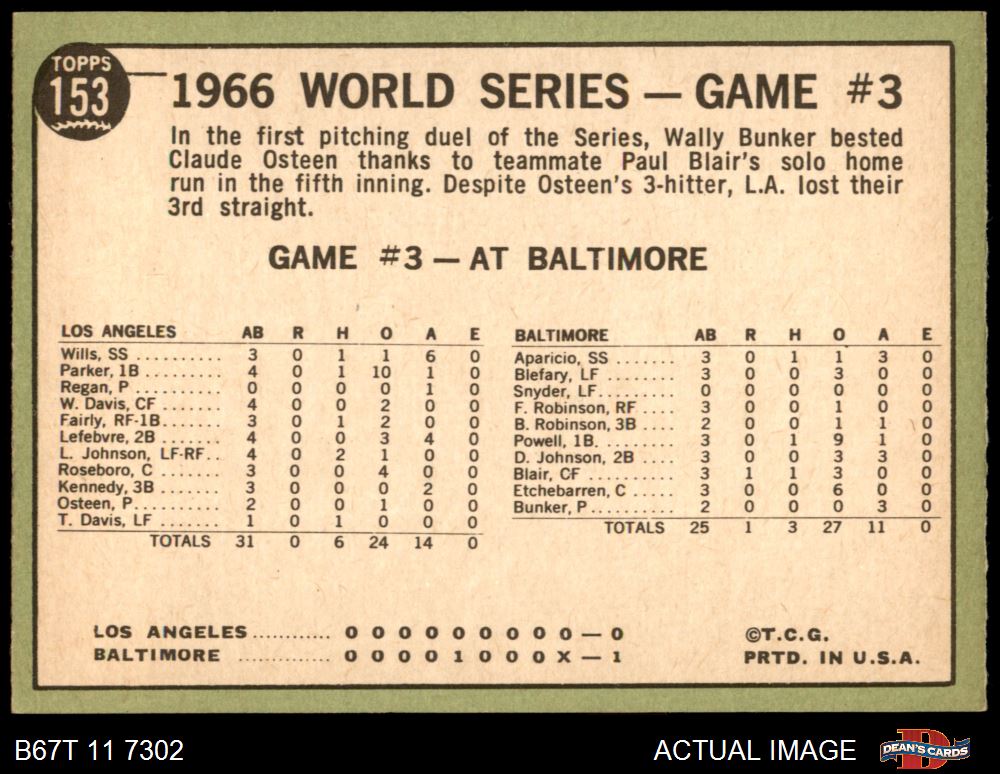 TOPPS
153
1966 WORLD SERIES — GAME #3
In the first pitching duel of the Series, Wally Bunker bested
Claude Osteen thanks to teammate Paul Blair's solo home
run in the fifth inning. Despite Osteen's 3-hitter, L.A. lost their
3rd straight.
GAME #3 — AT BALTIMORE
LOS ANGELES AB R H O A E
Wills, SS .......... 3 0 1 1 6 0
Parker, 1B ......... 4 0 1 10 1 0
Regan, P ........... 0 0 0 0 1 0
W. Davis, CF ....... 4 0 0 2 0 0
Fairly, RF-1B....... 3 0 1 2 0 0
Lefebvre, 2B ....... 4 0 0 3 4 0
L. Johnson, LF-RF.. 4 0 2 1 0 0
Roseboro, C ........ 3 0 0 4 0 0
Kennedy, 3B ....... 3 0 0 0 2 0
Osteen, P.......... 2 0 0 1 0 0
T. Davis, LF ....... 1 0 1 0 0 0
TOTALS 31 0 6 24 14 0
BALTIMORE AB R H O A E
Aparicio, SS ....... 3 0 1 1 3 0
Blefary, LF ........ 3 0 0 3 0 0
Snyder, LF.......... 0 0 0 0 0 0
F. Robinson, RF .... 3 0 0 1 0 0
B. Robinson, 3B .... 2 0 0 1 1 0
Powell, 1B. ........ 3 0 1 9 1 0
D. Johnson, 2B .... 3 0 0 3 3 0
Blair, CF .......... 3 1 1 3 0 0
Etchebarren, C ..... 3 0 0 6 0 0
Bunker, P.......... 2 0 0 0 3 0
TOTALS 25 1 3 27 11 0
LOS ANGELES ............ 0 0 0 0 0 0 0 0 0 — 0
BALTIMORE .............. 0 0 0 0 1 0 0 0 X — 1
©T.C.G.
PRTD. IN U.S.A.
B67T 11 7302
ACTUAL IMAGE
DEAN'S CARDS